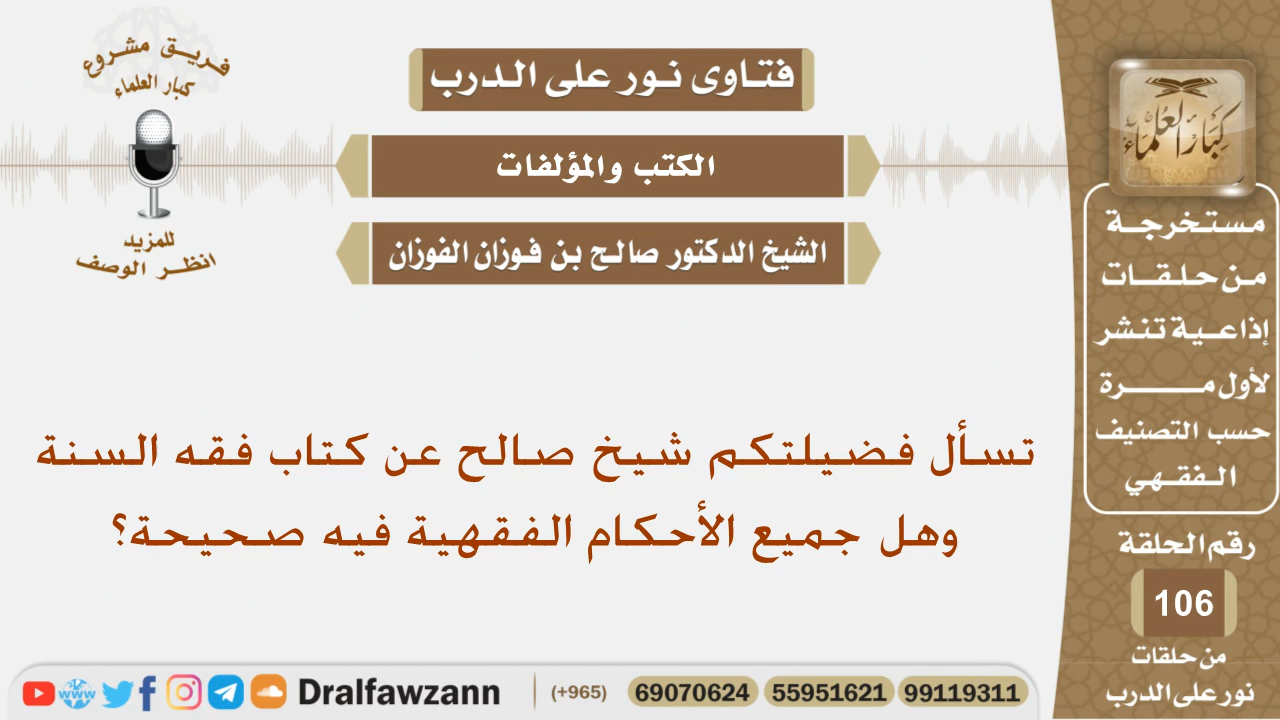 فريق مشروع
كبار العلماء
للمزيد
انظر الوصف
فتاوى نور على الدرب
الكتب والمؤلفات
الشيخ الدكتور صالح بن فوزان الفوزان
تسأل فضيلتكم شيخ صالح عن كتاب فقه السنة
وهل جميع الأحكام الفقهية فيه صحيحة؟
كبار العلماء
مستخرجة
من حلقات
إذاعية تنشر
لأول مرة
حسب التصنيف
الفقهي
رقم الحلقة
106
من حلقات
نور على الدرب
www
Dralfawzann
(+965) 69070624 55951621 99119311